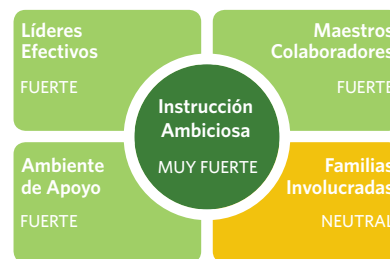 Líderes
Efectivos
FUERTE
Maestros
Colaboradores
FUERTE
Instrucción
Ambiciosa
MUY FUERTE
Ambiente
de Apoyo
FUERTE
Familias
Involucradas
NEUTRAL